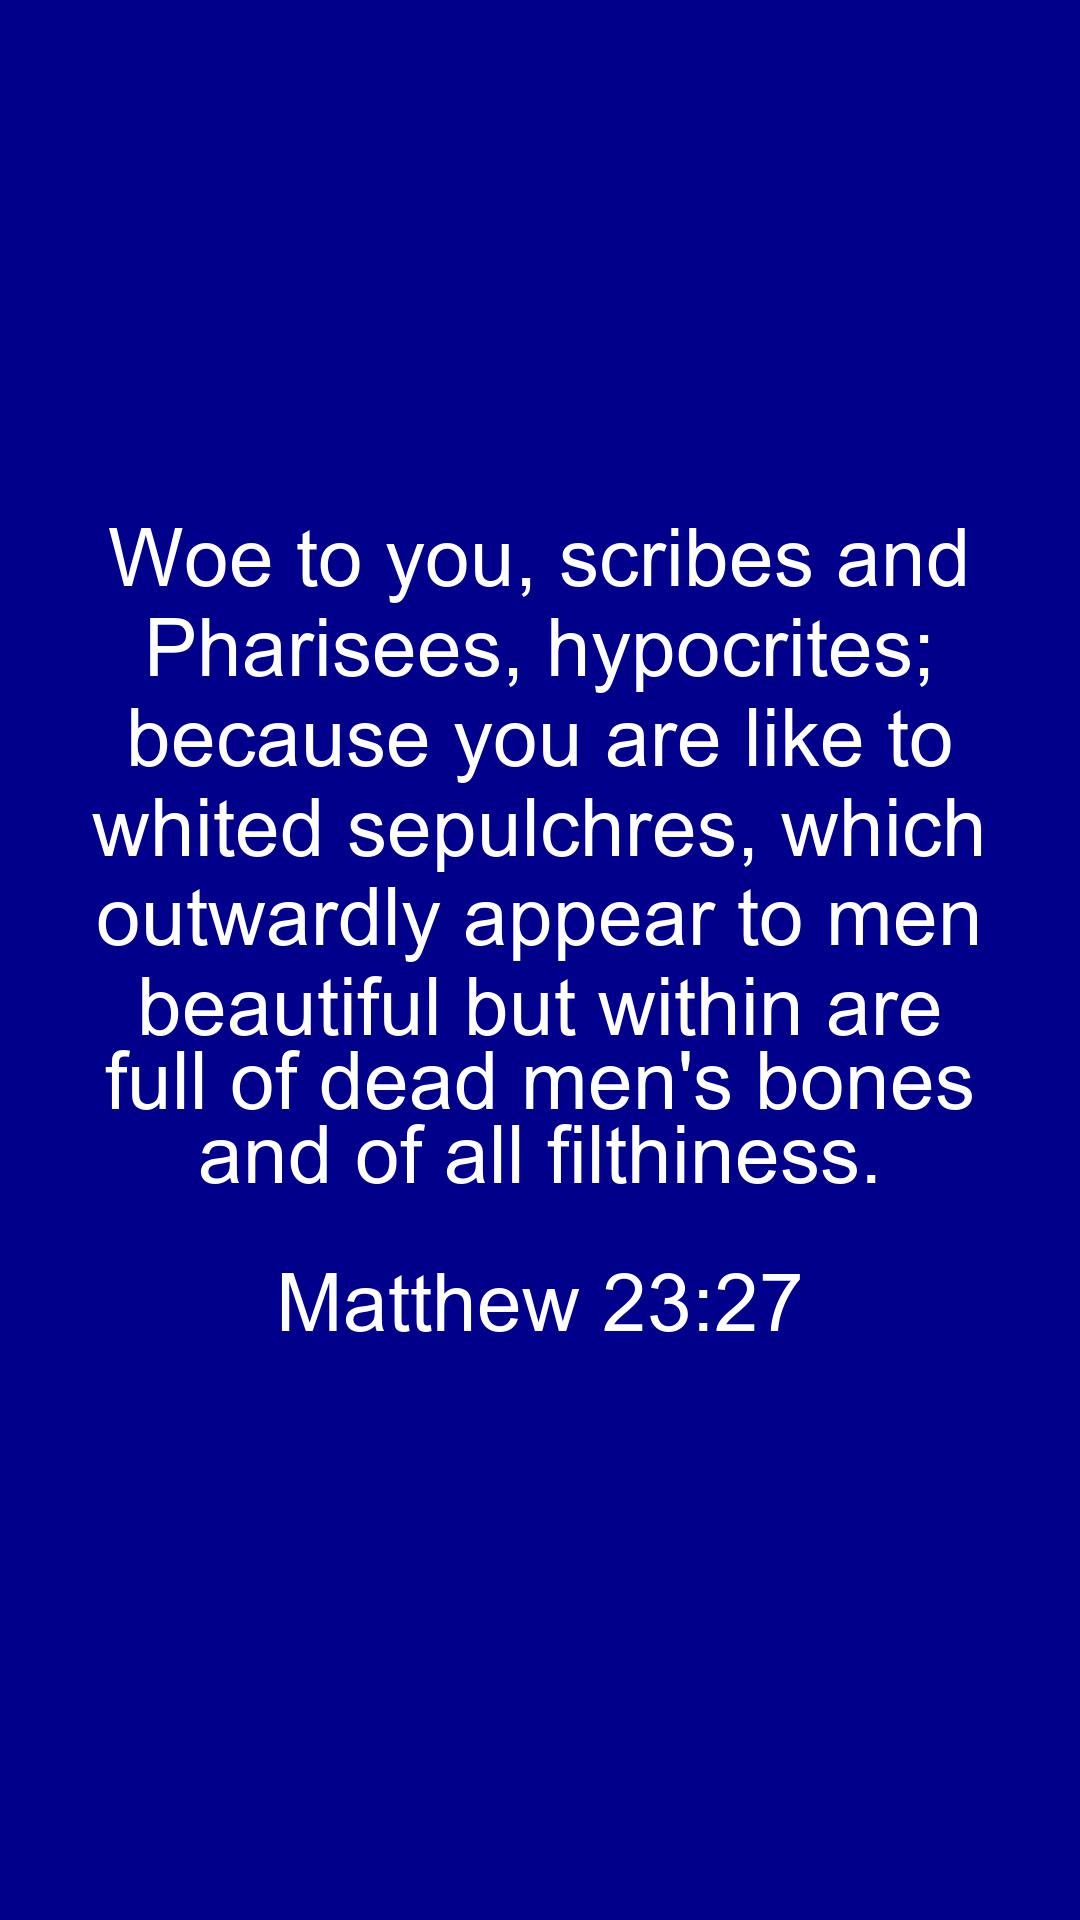 Woe to you, scribes and
Pharisees, hypocrites;
because you are like to
whited sepulchres, which
outwardly appear to men
beautiful but within are
full of dead men's bones
and of all filthiness.
Matthew 23:27